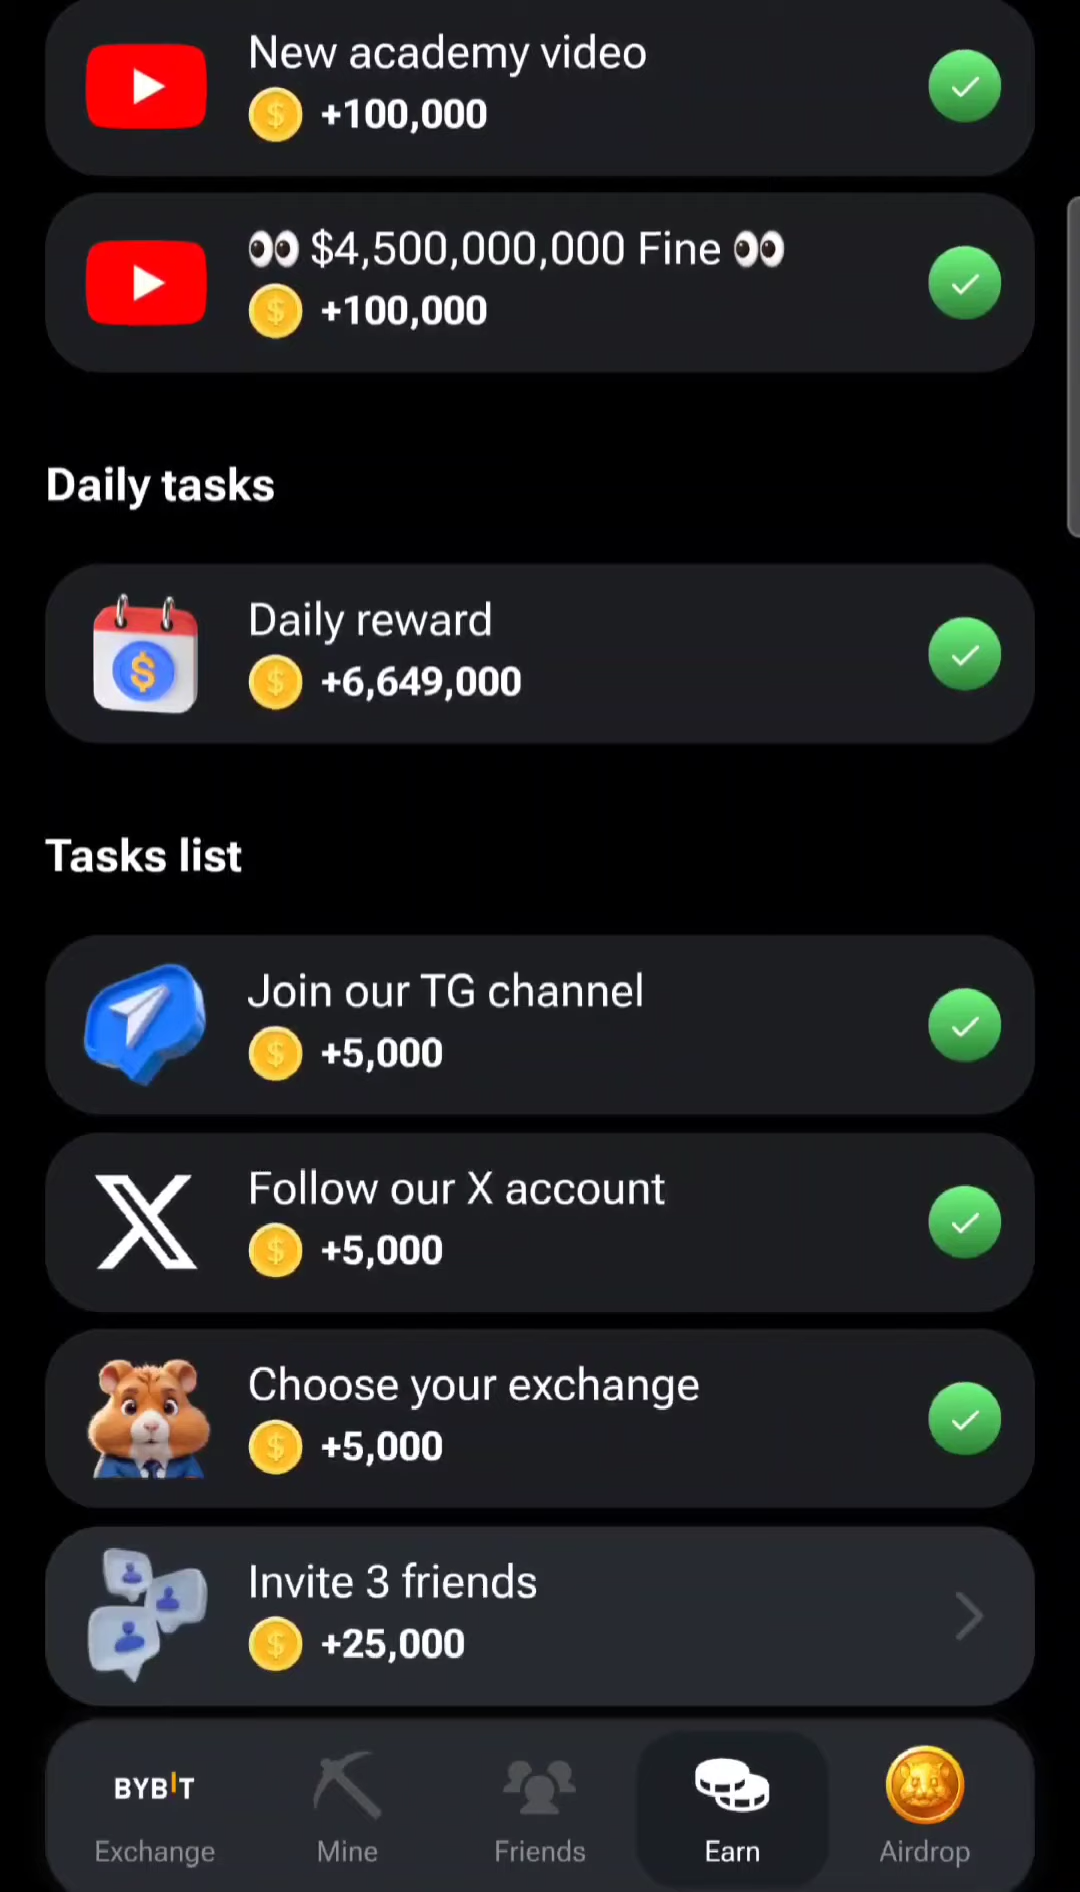 New academy video
+100,000
👀 $4,500,000,000 Fine 👀
+100,000
Daily tasks
Daily reward
+6,649,000
Tasks list
Join our TG channel
+5,000
Follow our X account
+5,000
Choose your exchange
+5,000
Invite 3 friends
+25,000
BYBIT
Exchange
Mine
Friends
Earn
Airdrop